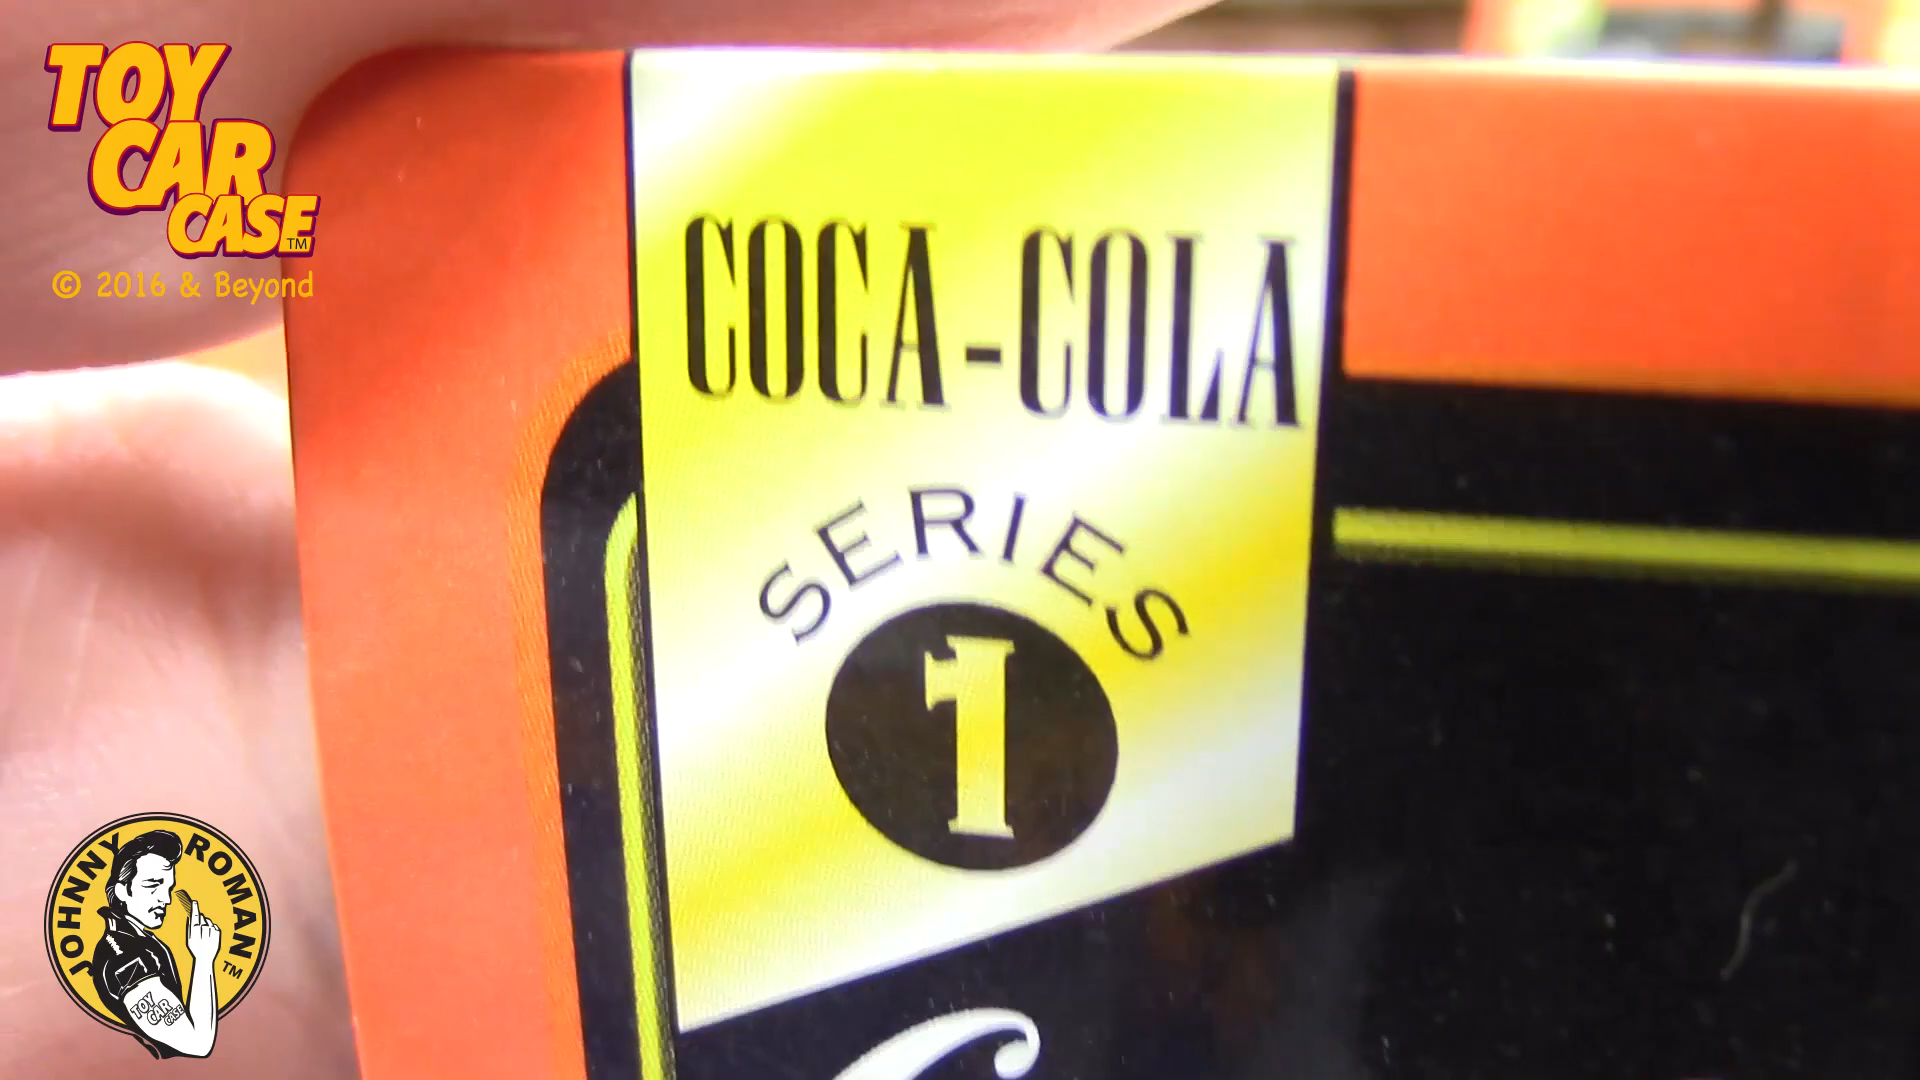 TOY
CAR
CASE
TM
© 2016 & Beyond
COCA-COLA
SERIES
1
JOHNNY ROMAN TM
TOY
CAR
CASE